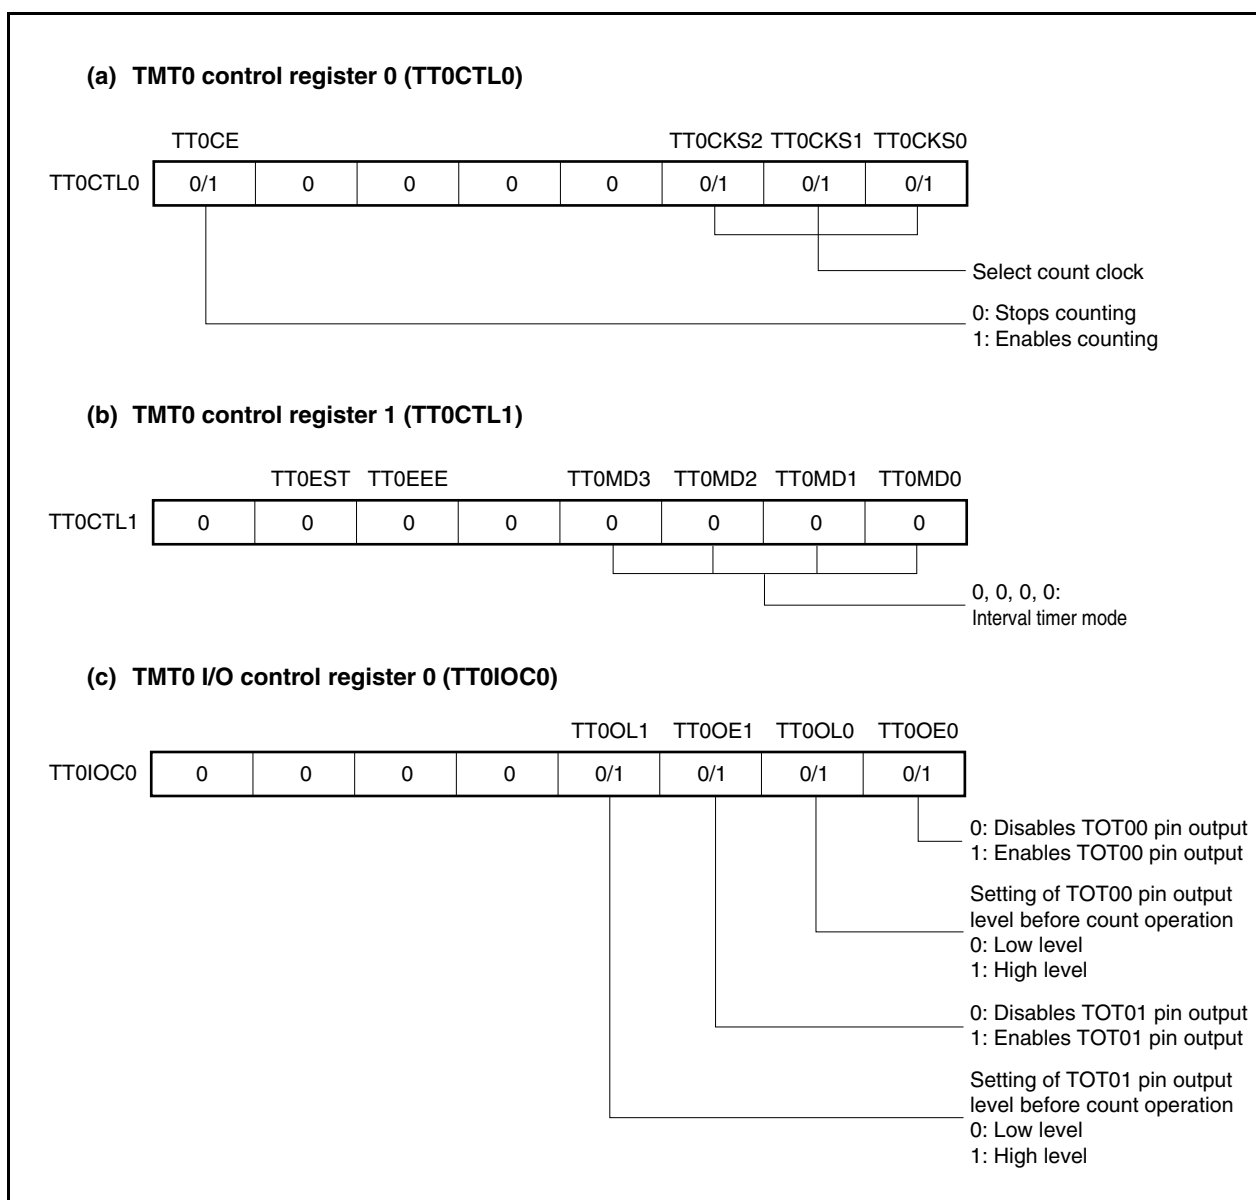 (a) TMT0 control register 0 (TT0CTL0)
TT0CE TT0CKS2 TT0CKS1 TT0CKS0
TT0CTL0 0/1 0 0 0 0 0/1 0/1 0/1
Select count clock
0: Stops counting
1: Enables counting
(b) TMT0 control register 1 (TT0CTL1)
TT0EST TT0EEE TT0MD3 TT0MD2 TT0MD1 TT0MD0
TT0CTL1 0 0 0 0 0 0 0 0
0, 0, 0, 0:
Interval timer mode
(c) TMT0 I/O control register 0 (TT0IOC0)
TT0OL1 TT0OE1 TT0OL0 TT0OE0
TT0IOC0 0 0 0 0 0/1 0/1 0/1 0/1
0: Disables TOT00 pin output
1: Enables TOT00 pin output
Setting of TOT00 pin output
level before count operation
0: Low level
1: High level
0: Disables TOT01 pin output
1: Enables TOT01 pin output
Setting of TOT01 pin output
level before count operation
0: Low level
1: High level